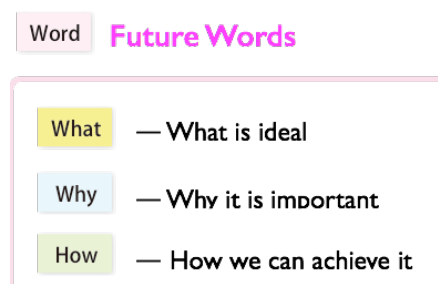 Word Future Words
What — What is ideal
Why — Why it is important
How — How we can achieve it